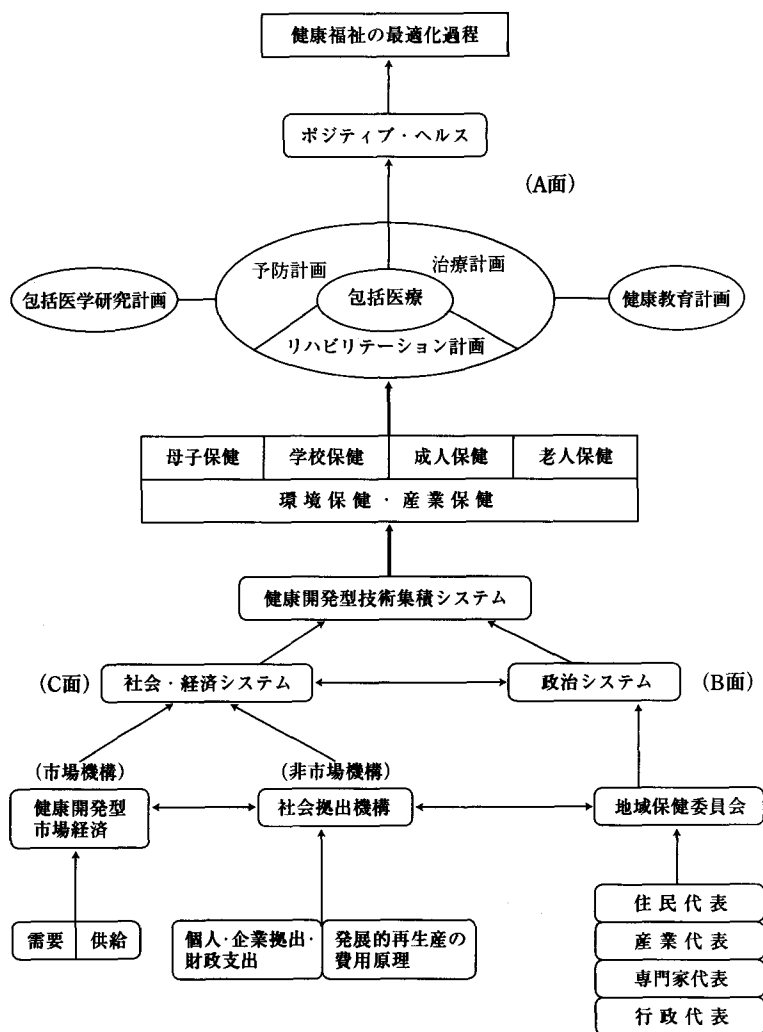 健康福祉の最適化過程
ポジティブ・ヘルス
(A面)
予防計画
治療計画
包括医学研究計画
包括医療
健康教育計画
リハビリテーション計画
母子保健
学校保健
成人保健
老人保健
環境保健・産業保健
健康開発型技術集積システム
(C面)
社会・経済システム
政治システム
(B面)
(市場機構)
(非市場機構)
健康開発型
市場経済
社会拠出機構
地域保健委員会
需要
供給
個人・企業拠出・
財政支出
発展的再生産の
費用原理
住民代表
産業代表
専門家代表
行政代表